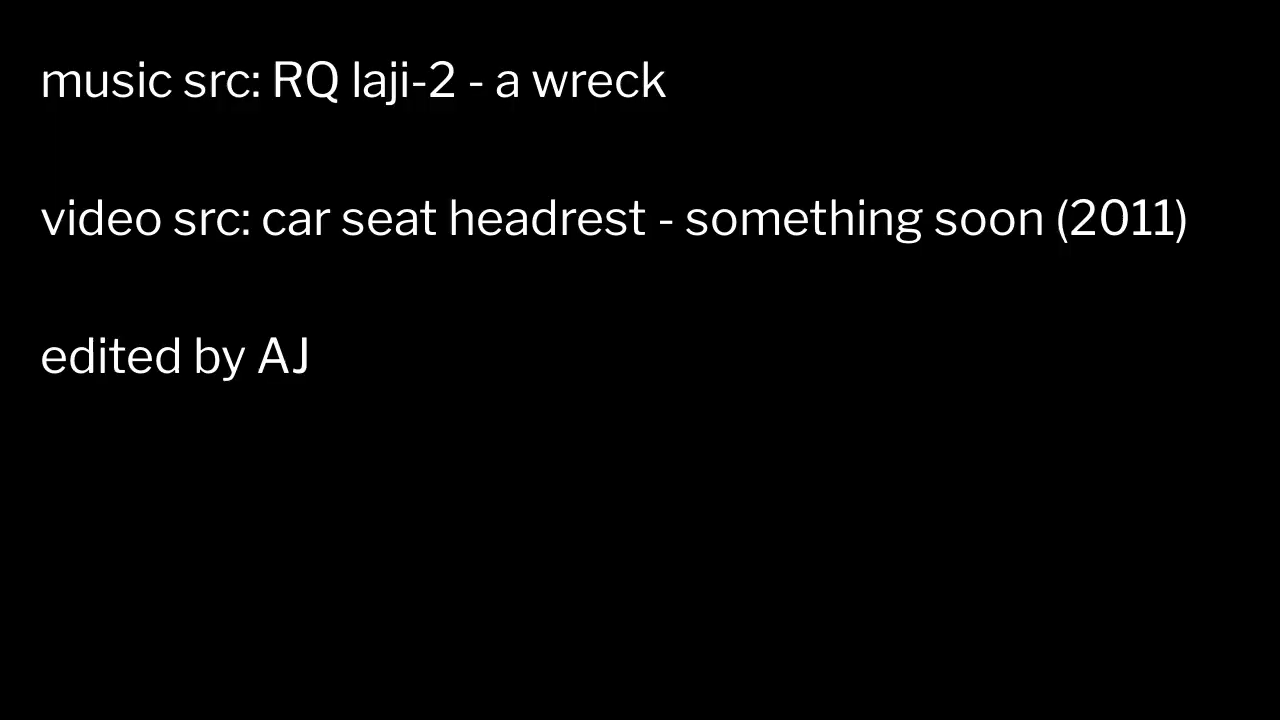 music src: RQ laji-2 - a wreck
video src: car seat headrest - something soon (2011)
edited by AJ